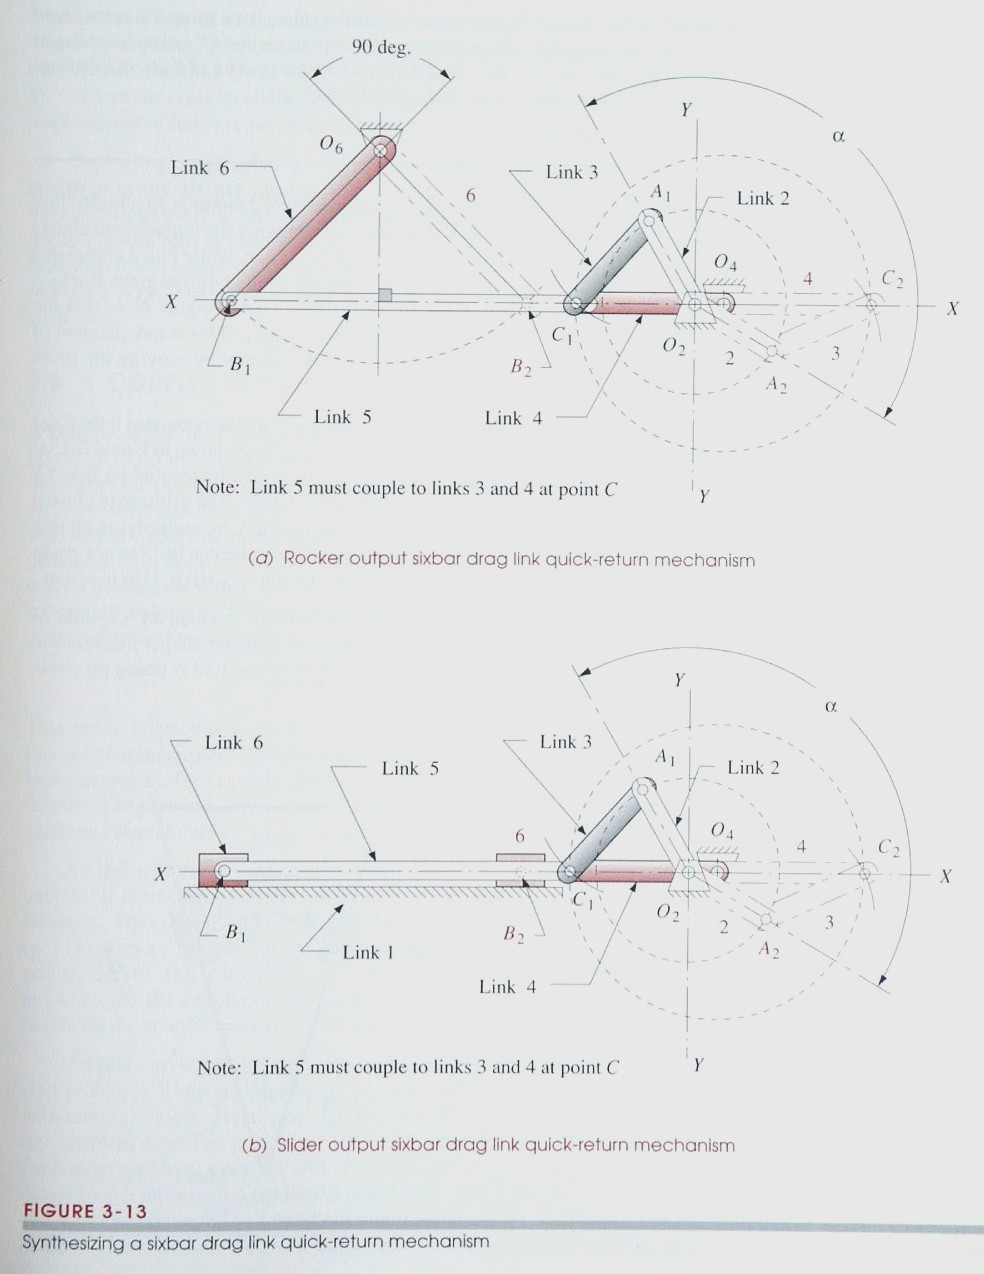 90 deg.
Y
α
O6
Link 6
Link 3
6
A1
Link 2
O4
4
C2
X
X
C1
O2
B1
B2
2
3
A2
Link 5
Link 4
Note: Link 5 must couple to links 3 and 4 at point C
Y
(a) Rocker output sixbar drag link quick-return mechanism
Y
α
Link 6
Link 3
A1
Link 5
Link 2
6
O4
4
C2
X
X
C1
O2
B1
B2
2
3
A2
Link 1
Link 4
Note: Link 5 must couple to links 3 and 4 at point C
Y
(b) Slider output sixbar drag link quick-return mechanism
FIGURE 3-13
Synthesizing a sixbar drag link quick-return mechanism